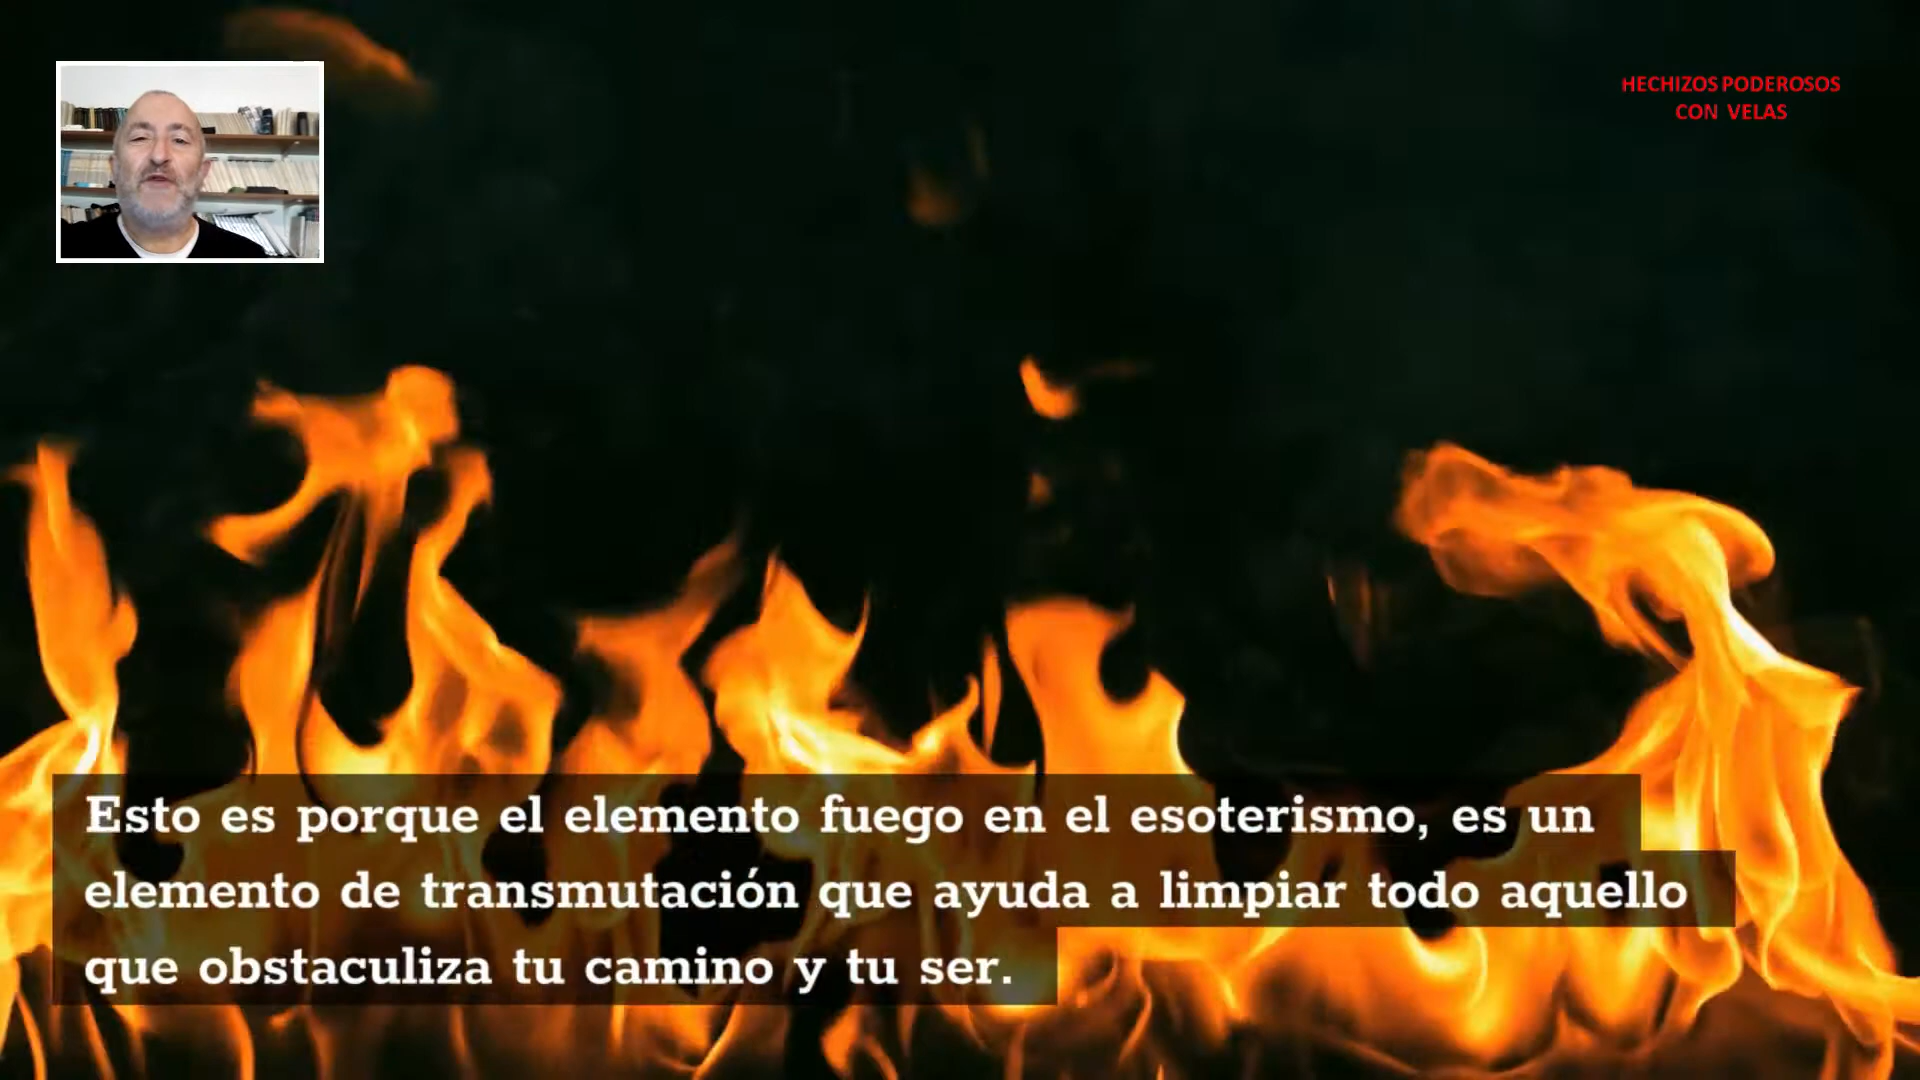 HECHIZOS PODEROSOS
CON VELAS
Esto es porque el elemento fuego en el esoterismo, es un
elemento de transmutación que ayuda a limpiar todo aquello
que obstaculiza tu camino y tu ser.